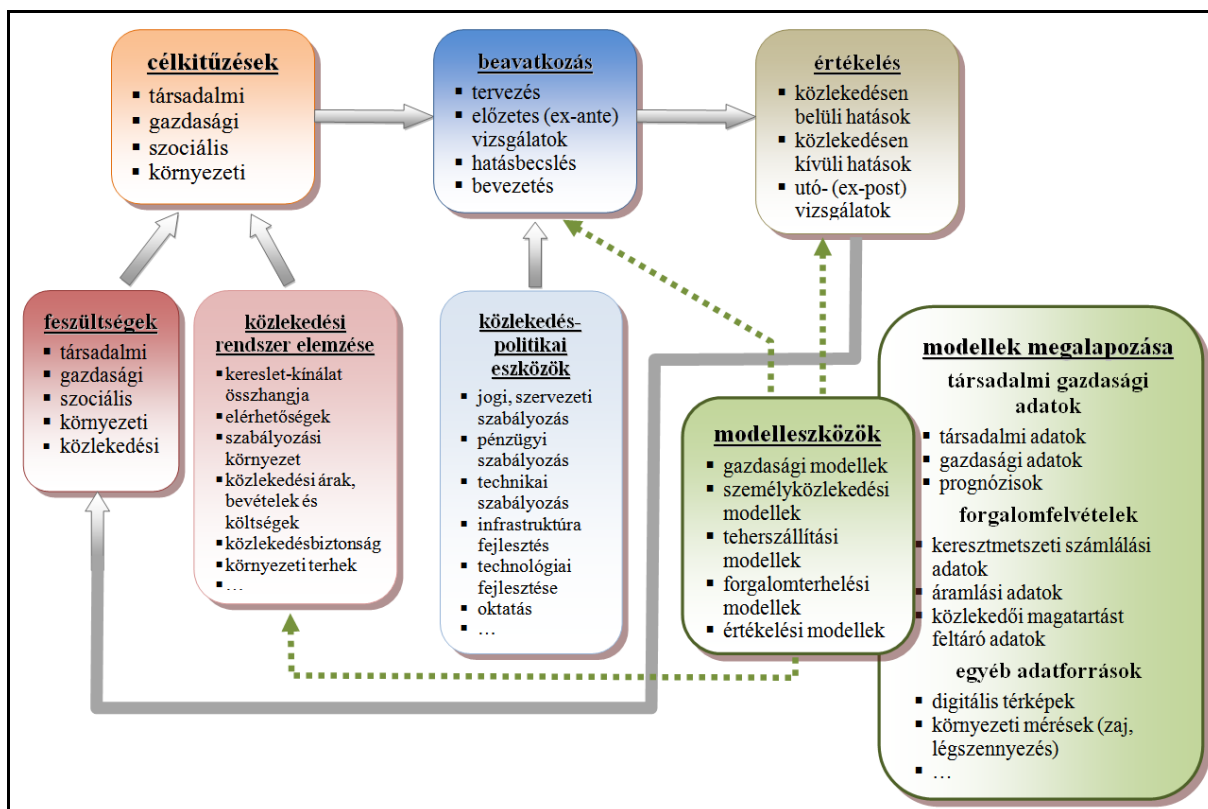 célkitűzések
▪ társadalmi
▪ gazdasági
▪ szociális
▪ környezeti
beavatkozás
▪ tervezés
▪ előzetes (ex-ante)
vizsgálatok
▪ hatásbecslés
▪ bevezetés
értékelés
▪ közlekedésen
belüli hatások
▪ közlekedésen
kívüli hatások
▪ utó- (ex-post)
vizsgálatok
feszültségek
▪ társadalmi
▪ gazdasági
▪ szociális
▪ környezeti
▪ közlekedési
közlekedési
rendszer elemzése
▪ kereslet-kínálat
összhangja
▪ elérhetőségek
▪ szabályozási
környezet
▪ közlekedési árak,
bevételek és
költségek
▪ közlekedésbiztonság
▪ környezeti terhek
▪ …
közlekedés-
politikai
eszközök
▪ jogi, szervezeti
szabályozás
▪ pénzügyi
szabályozás
▪ technikai
szabályozás
▪ infrastruktúra
fejlesztés
▪ technológiai
fejlesztése
▪ oktatás
▪ …
modelleszközök
▪ gazdasági modellek
▪ személyközlekedési
modellek
▪ teherszállítási
modellek
▪ forgalomterhelési
modellek
▪ értékelési modellek
modellek megalapozása
társadalmi gazdasági
adatok
▪ társadalmi adatok
▪ gazdasági adatok
▪ prognózisok
forgalomfelvételek
▪ keresztmetszeti számlálási
adatok
▪ áramlási adatok
▪ közlekedői magatartást
feltáró adatok
egyéb adatforrások
▪ digitális térképek
▪ környezeti mérések (zaj,
légszennyezés)
▪ …